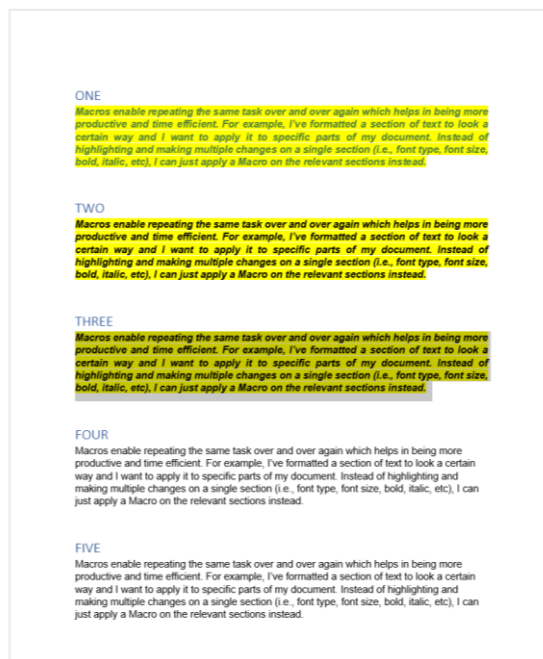 ONE
Macros enable repeating the same task over and over again which helps in being more
productive and time efficient. For example, I've formatted a section of text to look a
certain way and I want to apply it to specific parts of my document. Instead of
highlighting and making multiple changes on a single section (i.e., font type, font size,
bold, italic, etc), I can just apply a Macro on the relevant sections instead.
TWO
Macros enable repeating the same task over and over again which helps in being more
productive and time efficient. For example, I've formatted a section of text to look a
certain way and I want to apply it to specific parts of my document. Instead of
highlighting and making multiple changes on a single section (i.e., font type, font size,
bold, italic, etc), I can just apply a Macro on the relevant sections instead.
THREE
Macros enable repeating the same task over and over again which helps in being more
productive and time efficient. For example, I've formatted a section of text to look a
certain way and I want to apply it to specific parts of my document. Instead of
highlighting and making multiple changes on a single section (i.e., font type, font size,
bold, italic, etc), I can just apply a Macro on the relevant sections instead.
FOUR
Macros enable repeating the same task over and over again which helps in being more
productive and time efficient. For example, I've formatted a section of text to look a certain
way and I want to apply it to specific parts of my document. Instead of highlighting and
making multiple changes on a single section (i.e., font type, font size, bold, italic, etc), I can
just apply a Macro on the relevant sections instead.
FIVE
Macros enable repeating the same task over and over again which helps in being more
productive and time efficient. For example, I've formatted a section of text to look a certain
way and I want to apply it to specific parts of my document. Instead of highlighting and
making multiple changes on a single section (i.e., font type, font size, bold, italic, etc), I can
just apply a Macro on the relevant sections instead.